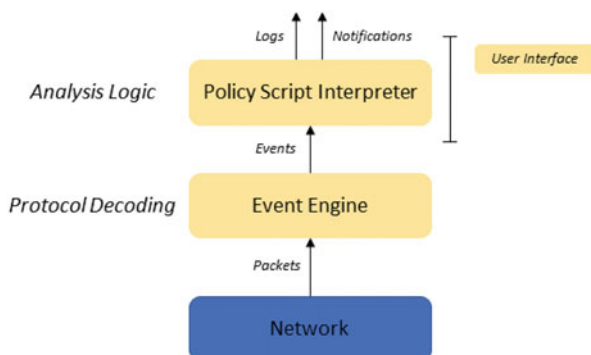 Logs
Notifications
User Interface
Analysis Logic
Policy Script Interpreter
Events
Protocol Decoding
Event Engine
Packets
Network